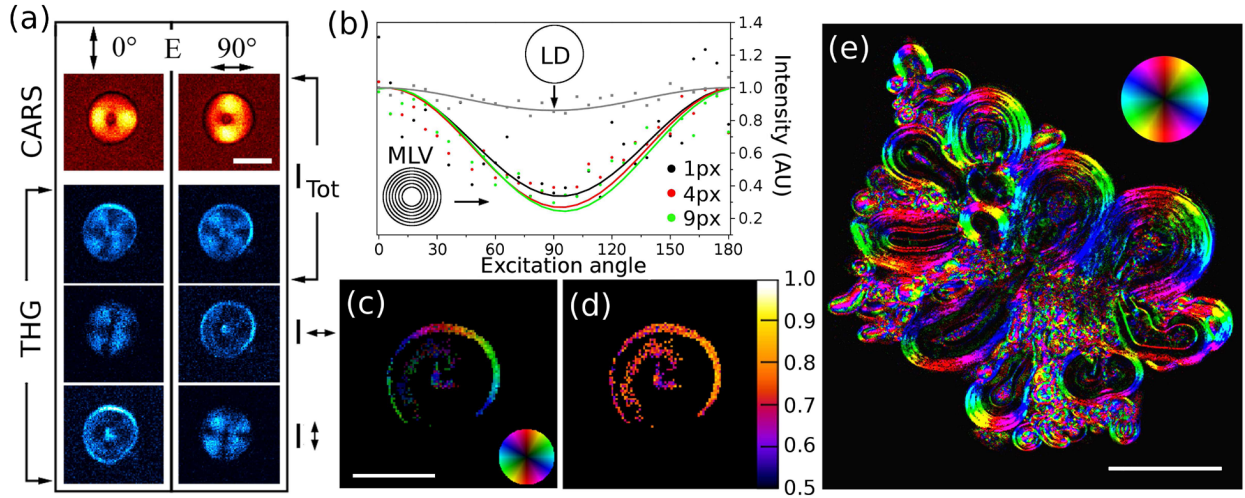 (a)
0° E 90°
CARS
I Tot
THG
I
I
(b)
LD
MLV
1px
4px
9px
1.4
1.2
1.0
0.8
0.6
0.4
0.2
Intensity (AU)
0 30 60 90 120 150 180
Excitation angle
(c)
(d)
1.0
0.9
0.8
0.7
0.6
0.5
(e)